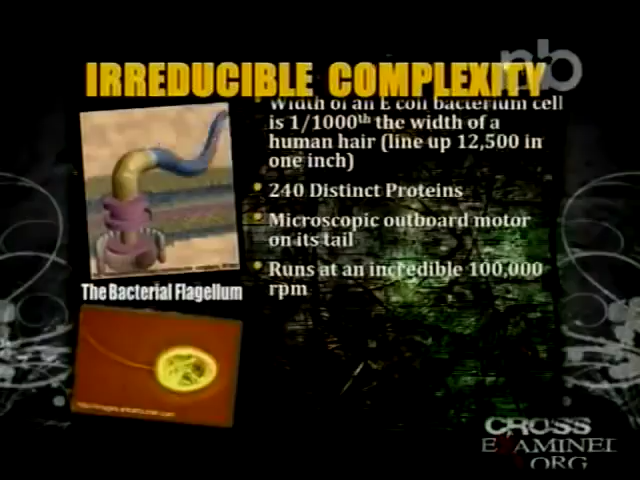 nb
IRREDUCIBLE COMPLEXITY
Width of an E coli bacterium cell
is 1/1000th the width of a
human hair (line up 12,500 in
one inch)
240 Distinct Proteins
Microscopic outboard motor
on its tail
Runs at an incredible 100,000
rpm
The Bacterial Flagellum
CROSS
EXAMINED
.ORG